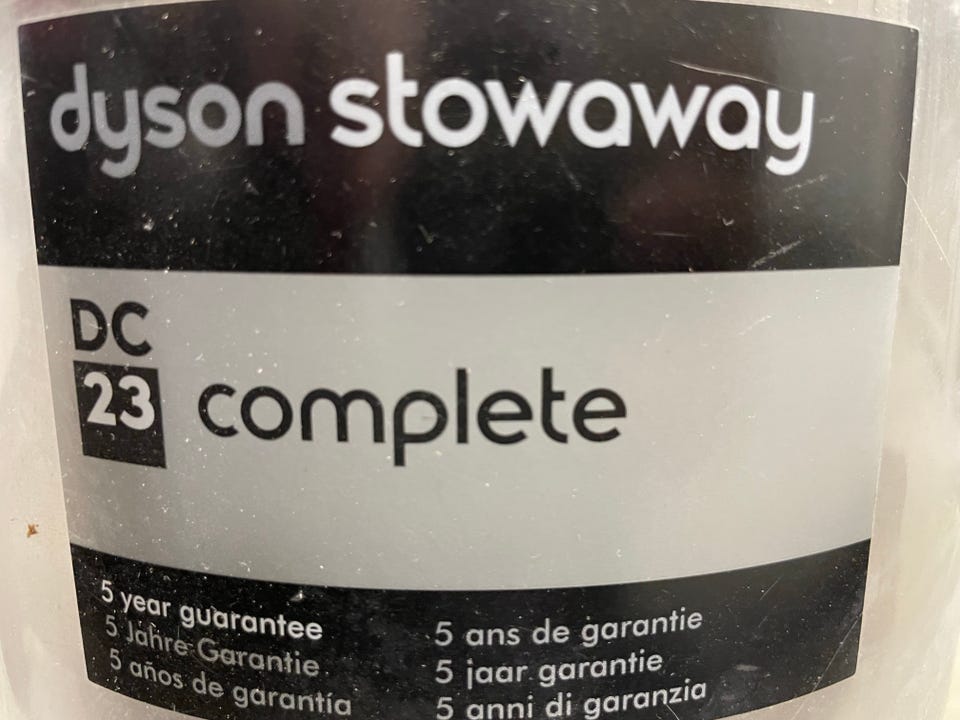 dyson stowaway
DC
23 complete
5 year guarantee
5 Jahre Garantie
5 años de garantía
5 ans de garantie
5 jaar garantie
5 anni di garanzia